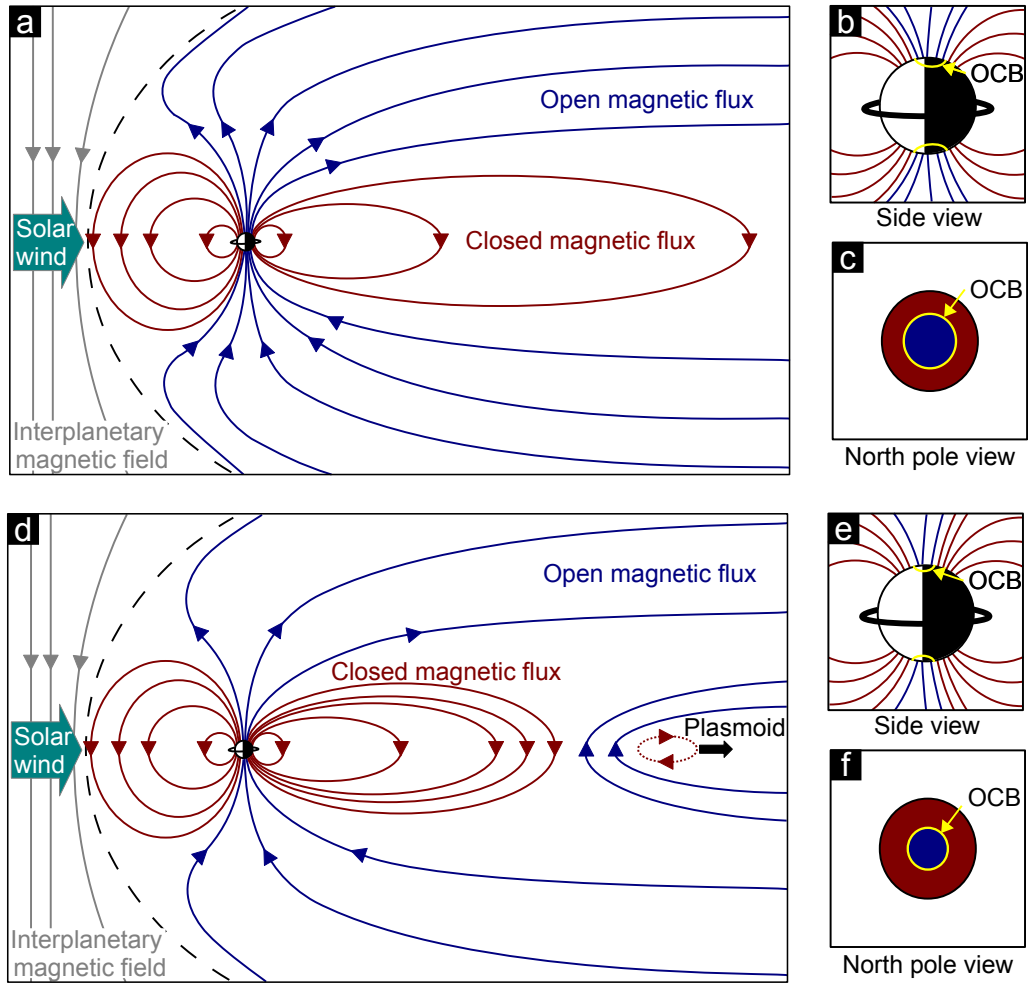 a
Open magnetic flux
Solar
wind
Closed magnetic flux
Interplanetary
magnetic field
b
OCB
Side view
c
OCB
North pole view
d
Open magnetic flux
Closed magnetic flux
Solar
wind
Plasmoid
Interplanetary
magnetic field
e
OCB
Side view
f
OCB
North pole view